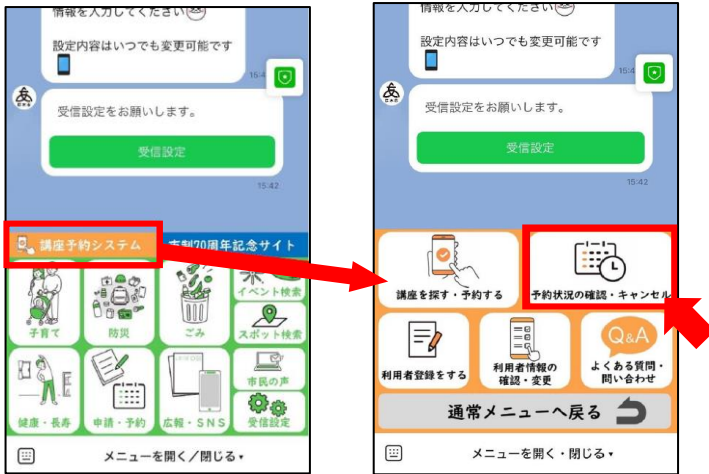 情報を入力してください
設定内容はいつでも変更可能です
受信設定をお願いします。
受信設定
15:42
講座予約システム
市制70周年記念サイト
子育て
防災
ごみ
イベント検索
スポット検索
健康・長寿
申請・予約
広報・SNS
市民の声
受信設定
メニューを開く/閉じる▾
情報を入力してください
設定内容はいつでも変更可能です
受信設定をお願いします。
受信設定
15:42
講座を探す・予約する
予約状況の確認・キャンセル
利用者登録をする
利用者情報の
確認・変更
Q&A
よくある質問・
問い合わせ
通常メニューへ戻る
メニューを開く・閉じる▾